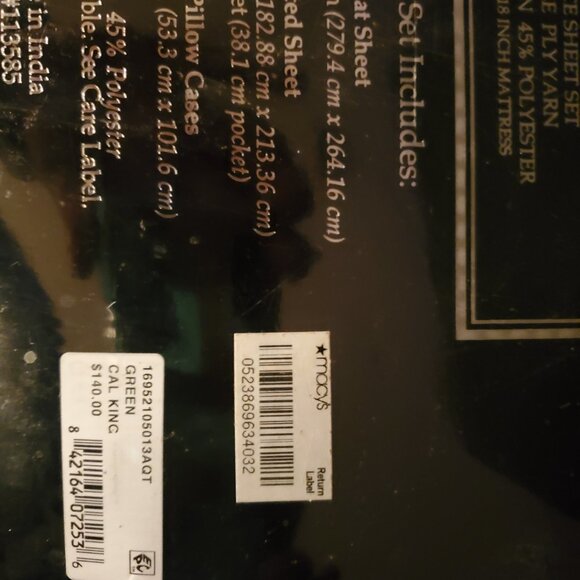 E SHEET SET
E PLY YARN
N 45% POLYESTER
18 INCH MATTRESS
Set Includes:
at Sheet
(279.4 cm x 264.16 cm)
ed Sheet
182.88 cm x 213.36 cm)
et (38.1 cm pocket)
Pillow Cases
(53.3 cm x 101.6 cm)
45% Polyester
ble. See Care Label.
in India
#113585
★macy's
Return
Label
0523869634032
16955105013AQT
GREEN
CAL KING
$140.00
8 42164 07253 6